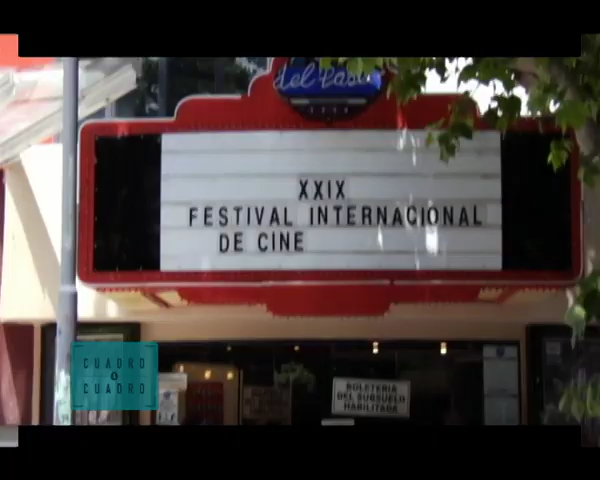 del Paseo
XXIX
FESTIVAL INTERNACIONAL
DE CINE
CUADRO
&
CUADRO
BOLETERIA
DEL SUBSUELO
HABILITADA